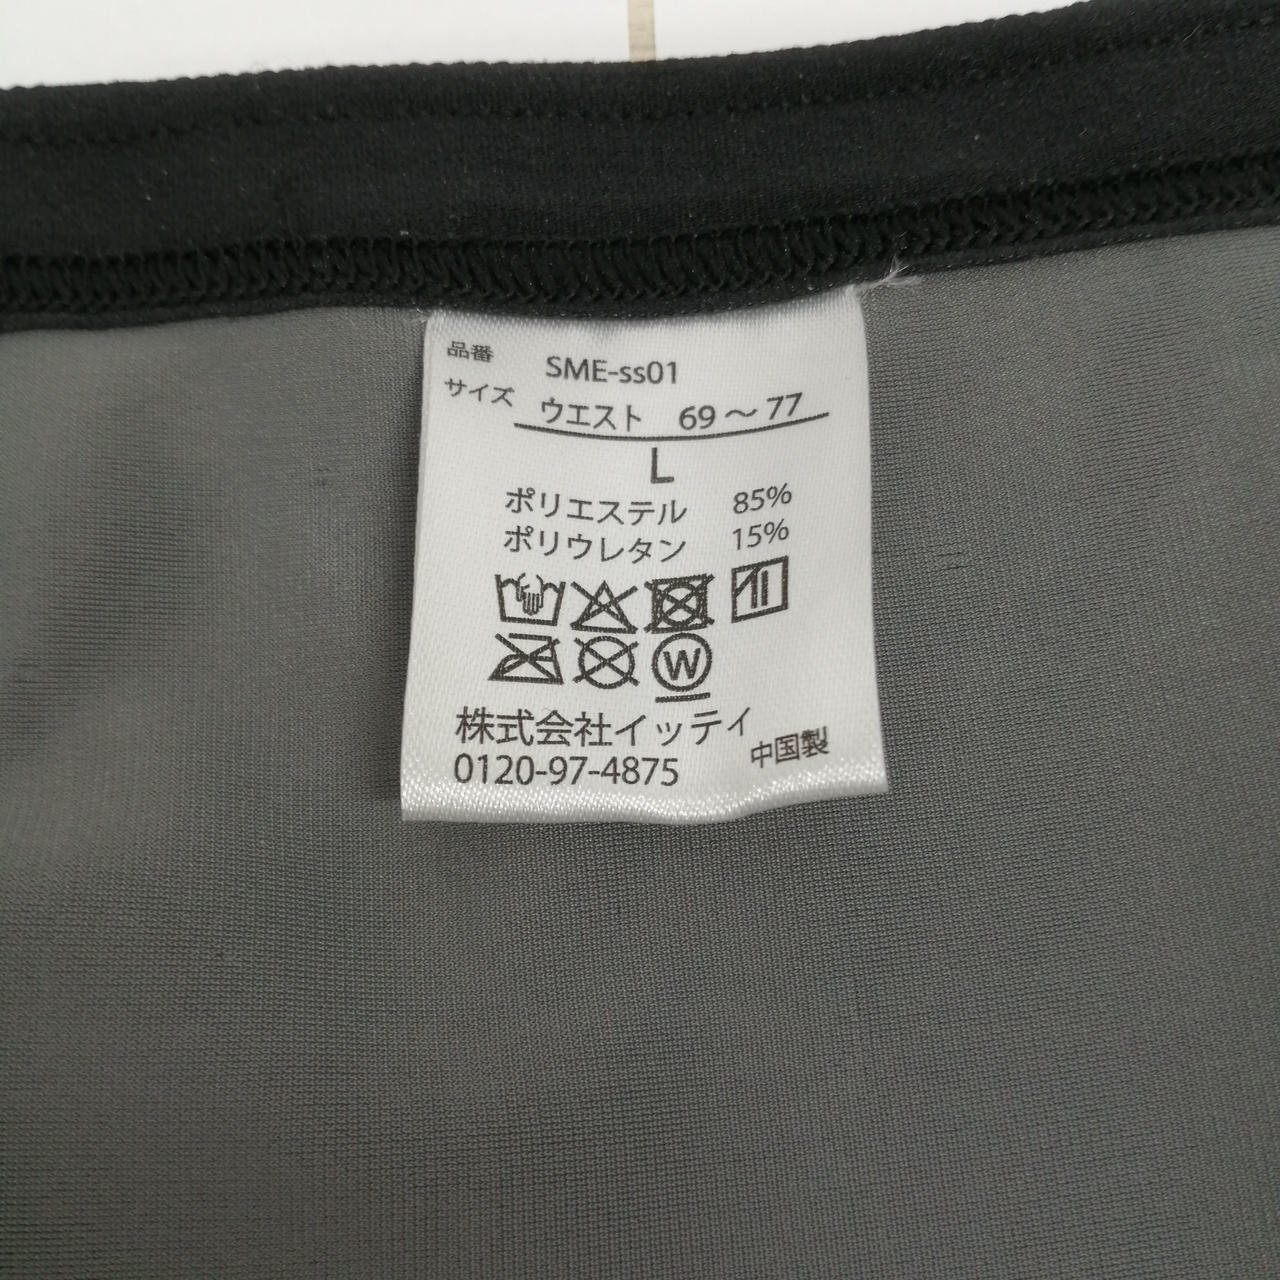 品番 SME-ss01
サイズ ウエスト 69～77
L
ポリエステル 85%
ポリウレタン 15%
W
株式会社イッティ
0120-97-4875 中国製